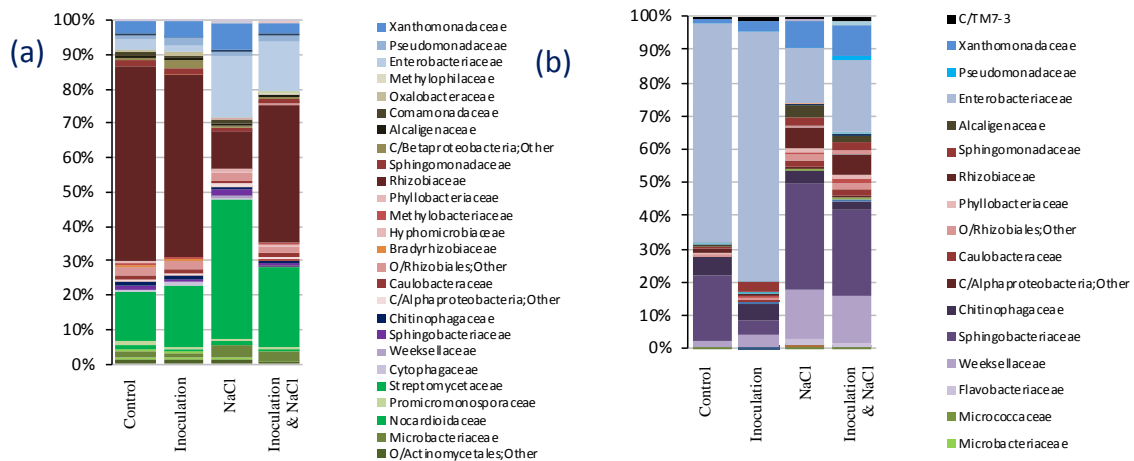 (a)
100%
90%
80%
70%
60%
50%
40%
30%
20%
10%
0%
Control
Inoculation
NaCl
Inoculation
& NaCl
Xanthomonadaceae
Pseudomonadaceae
Enterobacteriaceae
Methylophilaceae
Oxalobacteraceae
Comamonadaceae
Alcaligenaceae
C/Betaproteobacteria;Other
Sphingomonadaceae
Rhizobiaceae
Phyllobacteriaceae
Methylobacteriaceae
Hyphomicrobiaceae
Bradyrhizobiaceae
O/Rhizobiales;Other
Caulobacteraceae
C/Alphaproteobacteria;Other
Chitinophagaceae
Sphingobacteriaceae
Weeksellaceae
Cytophagaceae
Streptomycetaceae
Promicromonosporaceae
Nocardioidaceae
Microbacteriaceae
O/Actinomycetales;Other
(b)
100%
90%
80%
70%
60%
50%
40%
30%
20%
10%
0%
Control
Inoculation
NaCl
Inoculation
& NaCl
C/TM7-3
Xanthomonadaceae
Pseudomonadaceae
Enterobacteriaceae
Alcaligenaceae
Sphingomonadaceae
Rhizobiaceae
Phyllobacteriaceae
O/Rhizobiales;Other
Caulobacteraceae
C/Alphaproteobacteria;Other
Chitinophagaceae
Sphingobacteriaceae
Weeksellaceae
Flavobacteriaceae
Micrococcaceae
Microbacteriaceae